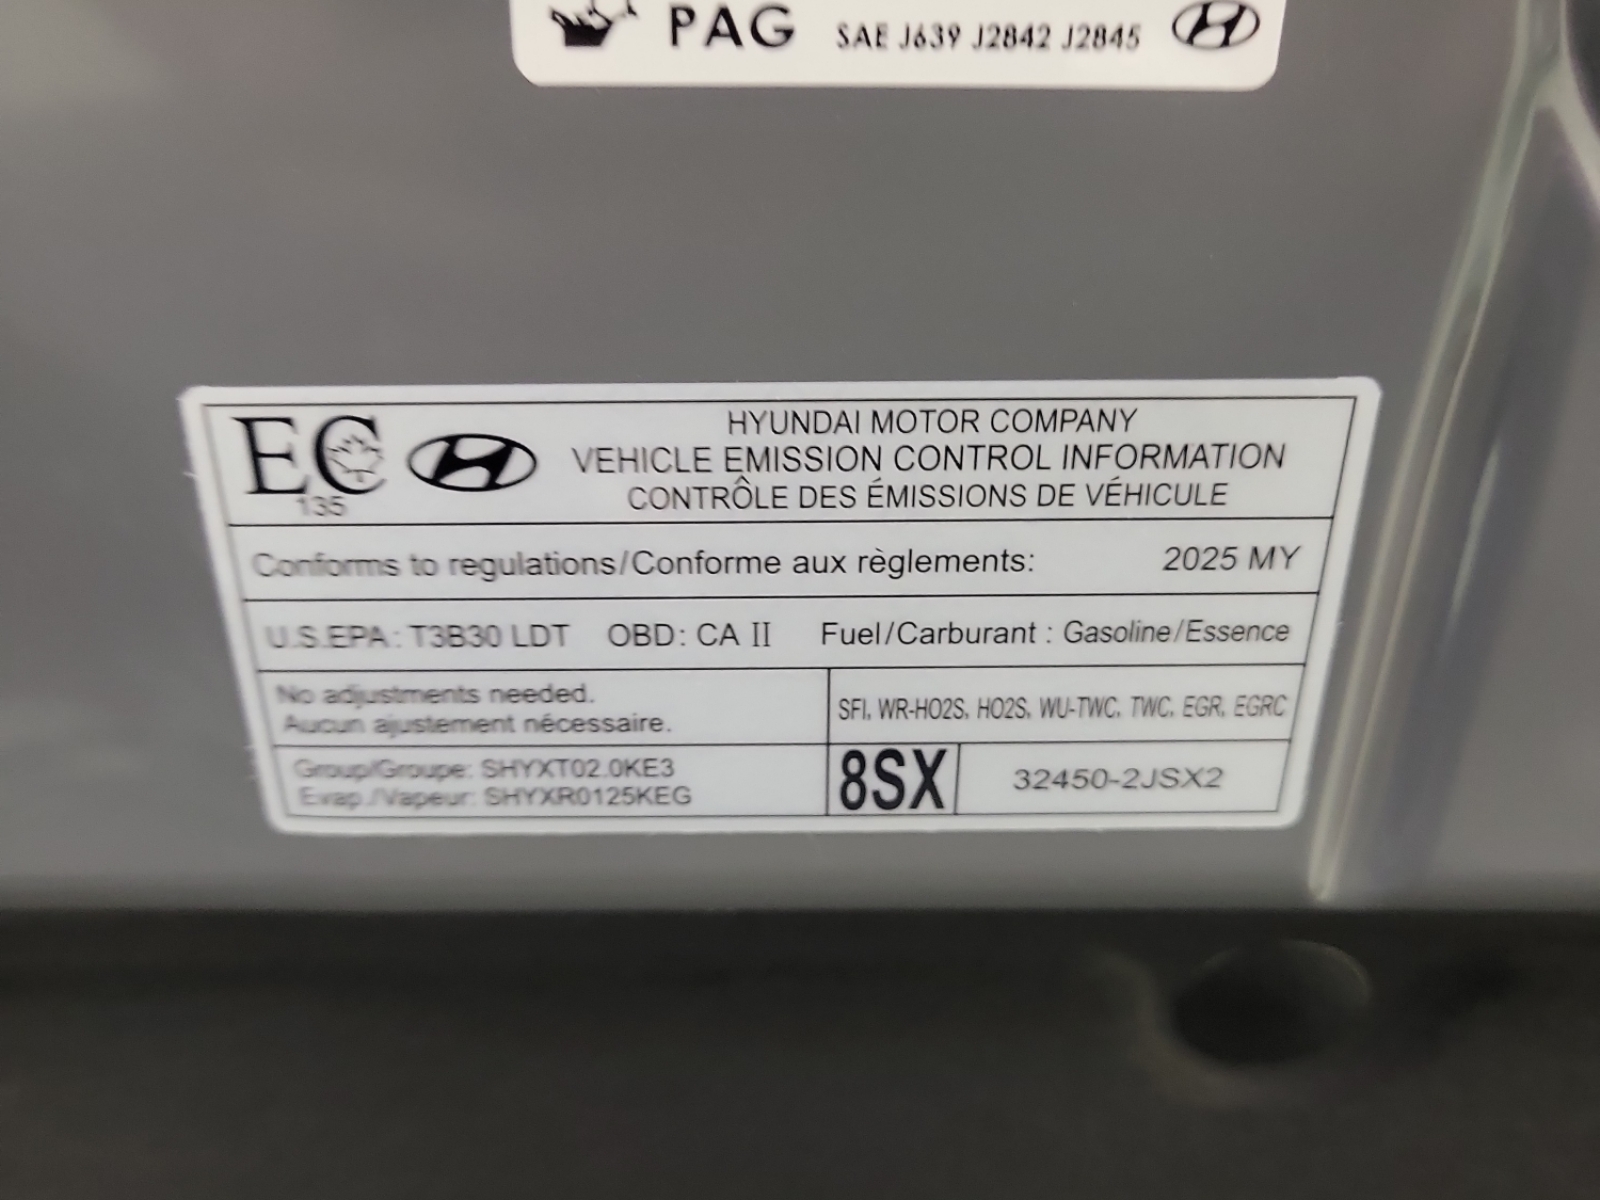 PAG SAE J639 J2842 J2845
EC
135
HYUNDAI MOTOR COMPANY
VEHICLE EMISSION CONTROL INFORMATION
CONTRÔLE DES ÉMISSIONS DE VÉHICULE
Conforms to regulations/Conforme aux règlements: 2025 MY
U.S.EPA: T3B30 LDT OBD: CA II Fuel/Carburant : Gasoline/Essence
No adjustments needed.
Aucun ajustement nécessaire.
SFI, WR-HO2S, HO2S, WU-TWC, TWC, EGR, EGRC
Group/Groupe: SHYXT02.0KE3
Evap./Vapeur: SHYXR0125KEG
8SX 32450-2JSX2